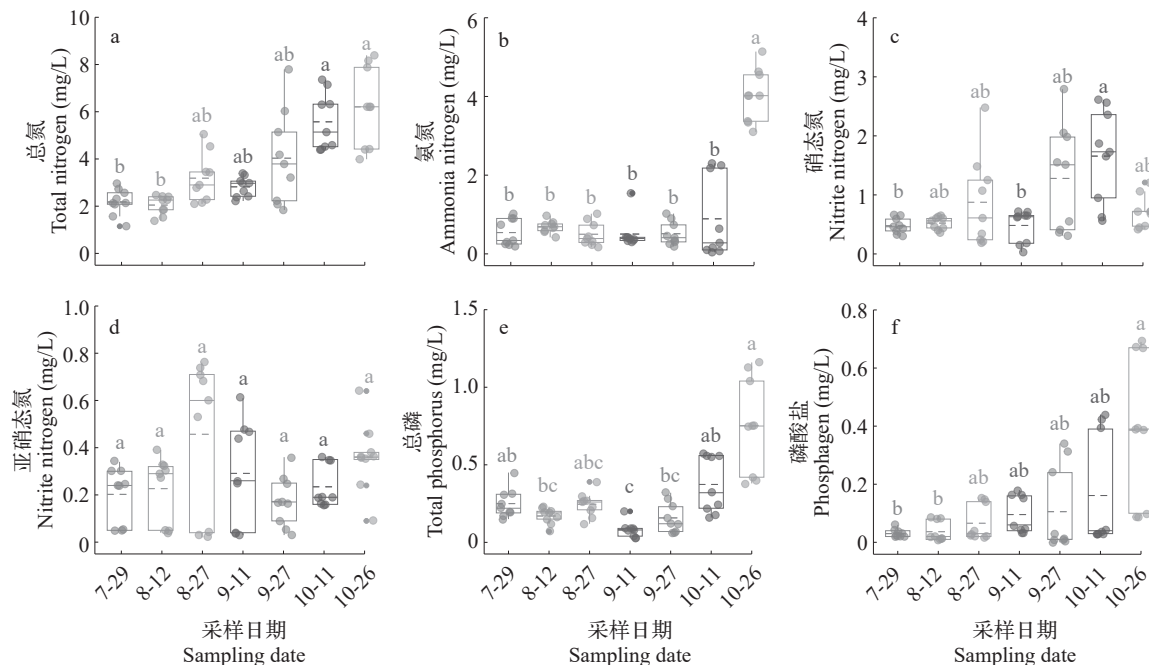 a
总氮
Total nitrogen (mg/L)
10
8
6
4
2
0
b
b
ab
ab
ab
a
a
b
氨氮
Ammonia nitrogen (mg/L)
6
4
2
0
b
b
b
b
b
b
a
c
硝态氮
Nitrite nitrogen (mg/L)
4
3
2
1
0
b
ab
ab
b
ab
a
ab
d
亚硝态氮
Nitrite nitrogen (mg/L)
1.0
0.8
0.6
0.4
0.2
0
a
a
a
a
a
a
a
7-29
8-12
8-27
9-11
9-27
10-11
10-26
采样日期
Sampling date
e
总磷
Total phosphorus (mg/L)
1.5
1.0
0.5
0
ab
bc
abc
c
bc
ab
a
7-29
8-12
8-27
9-11
9-27
10-11
10-26
采样日期
Sampling date
f
磷酸盐
Phosphagen (mg/L)
0.8
0.6
0.4
0.2
0
b
b
ab
ab
ab
ab
a
7-29
8-12
8-27
9-11
9-27
10-11
10-26
采样日期
Sampling date